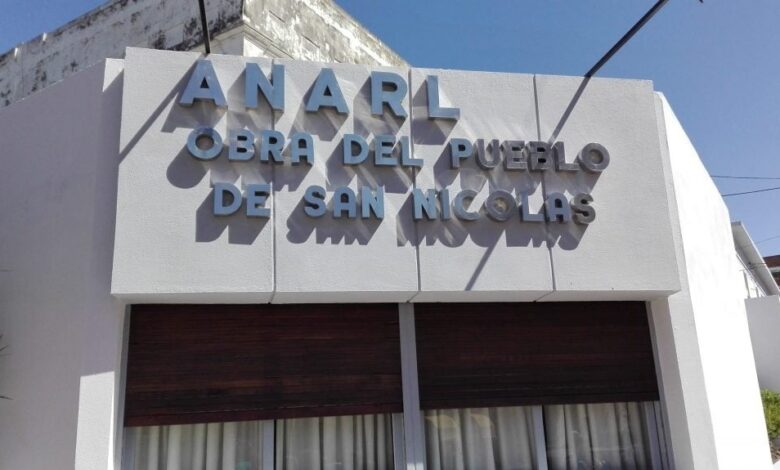 ANARL
OBRA DEL PUEBLO
DE SAN NICOLAS